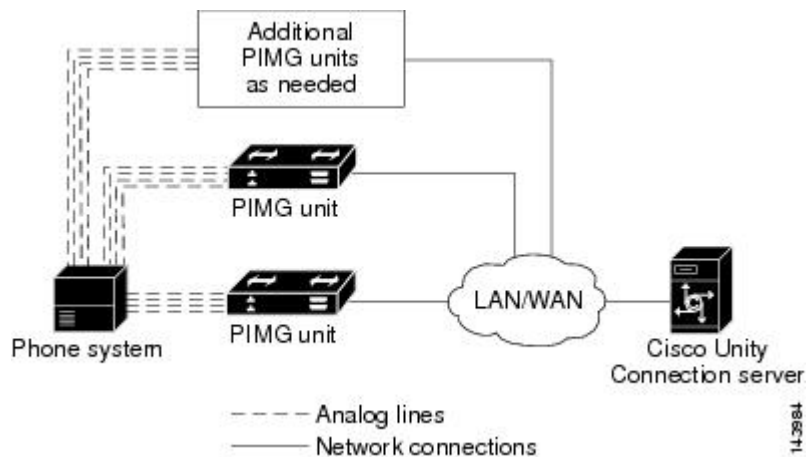 Additional
PIMG units
as needed
PIMG unit
PIMG unit
Phone system
LAN/WAN
Cisco Unity
Connection server
Analog lines
Network connections
143984